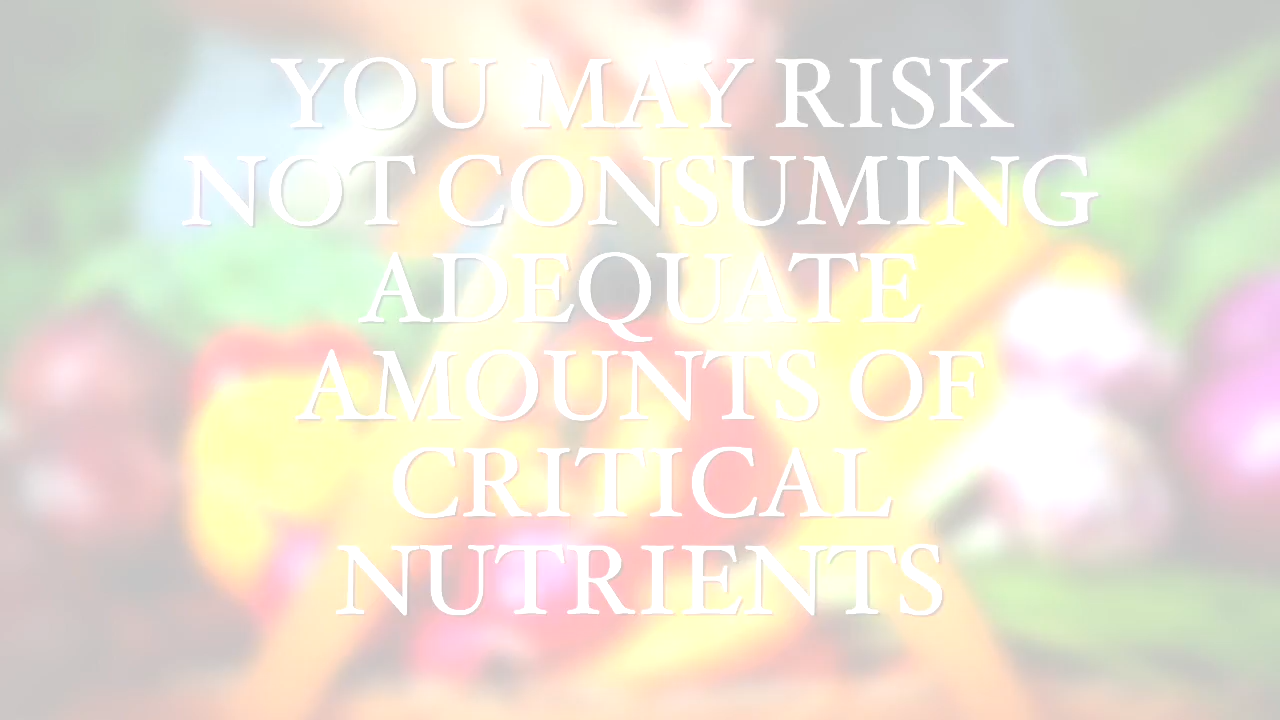 YOU MAY RISK
NOT CONSUMING
ADEQUATE
AMOUNTS OF
CRITICAL
NUTRIENTS